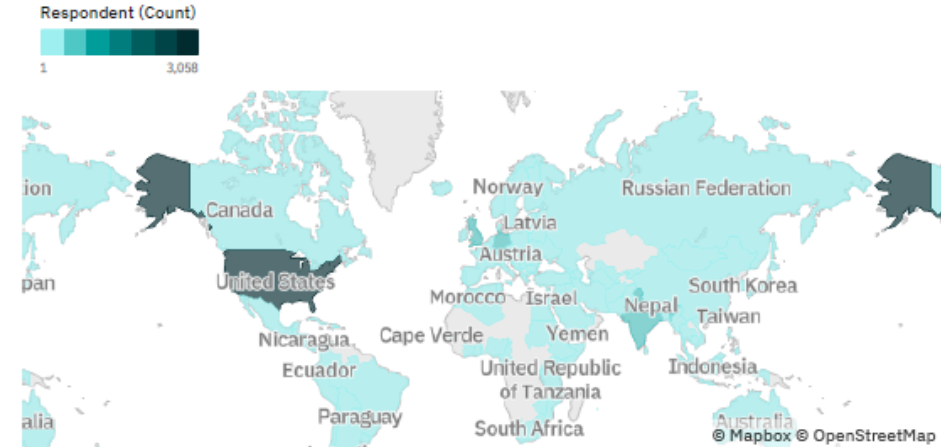 Respondent (Count)
1 3,058
ion
Canada
Norway
Russian Federation
Latvia
Austria
pan
United States
Morocco
Israel
Nepal
South Korea
Taiwan
Nicaragua
Cape Verde
Yemen
Ecuador
United Republic
of Tanzania
Indonesia
Paraguay
South Africa
alia
Australia
© Mapbox © OpenStreetMap